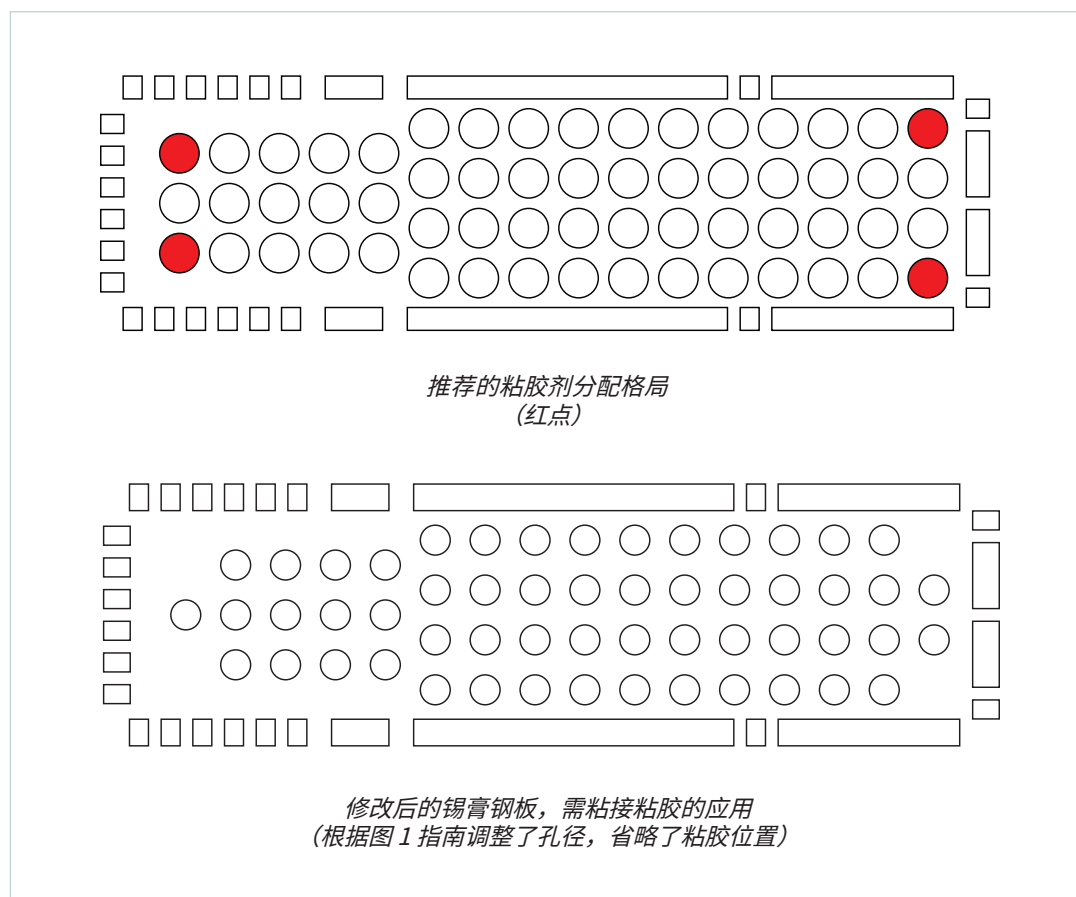 推荐的粘胶剂分配格局
（红点）
修改后的锡膏钢板，需粘接粘胶的应用
（根据图 1 指南调整了孔径，省略了粘胶位置）